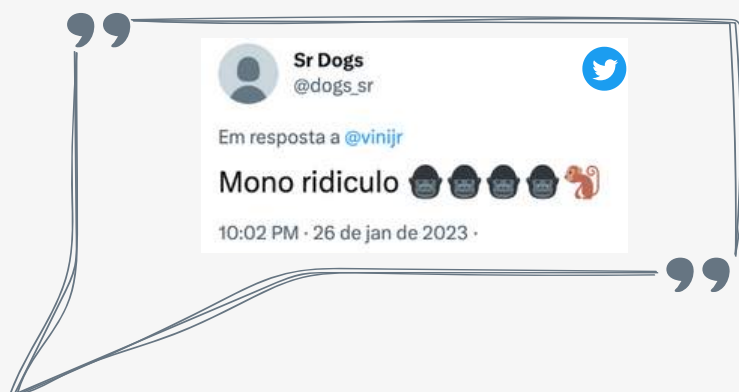 Sr Dogs
@dogs_sr
Em resposta a @vinijr
Mono ridiculo 🦍🦍🦍🦍🐒
10:02 PM · 26 de jan de 2023 ·